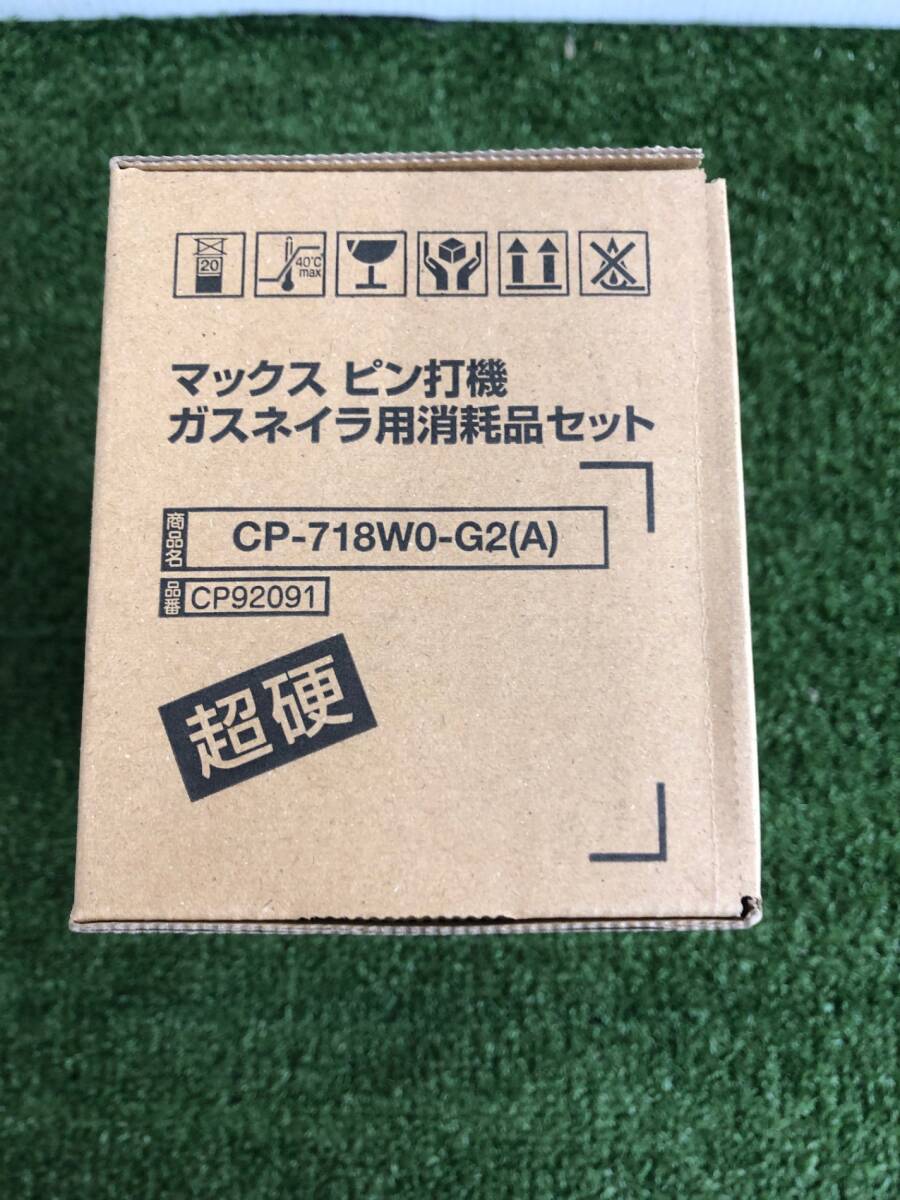 20
40℃
max
マックス ピン打機
ガスネイラ用消耗品セット
商品名 CP-718W0-G2(A)
品番 CP92091
超硬